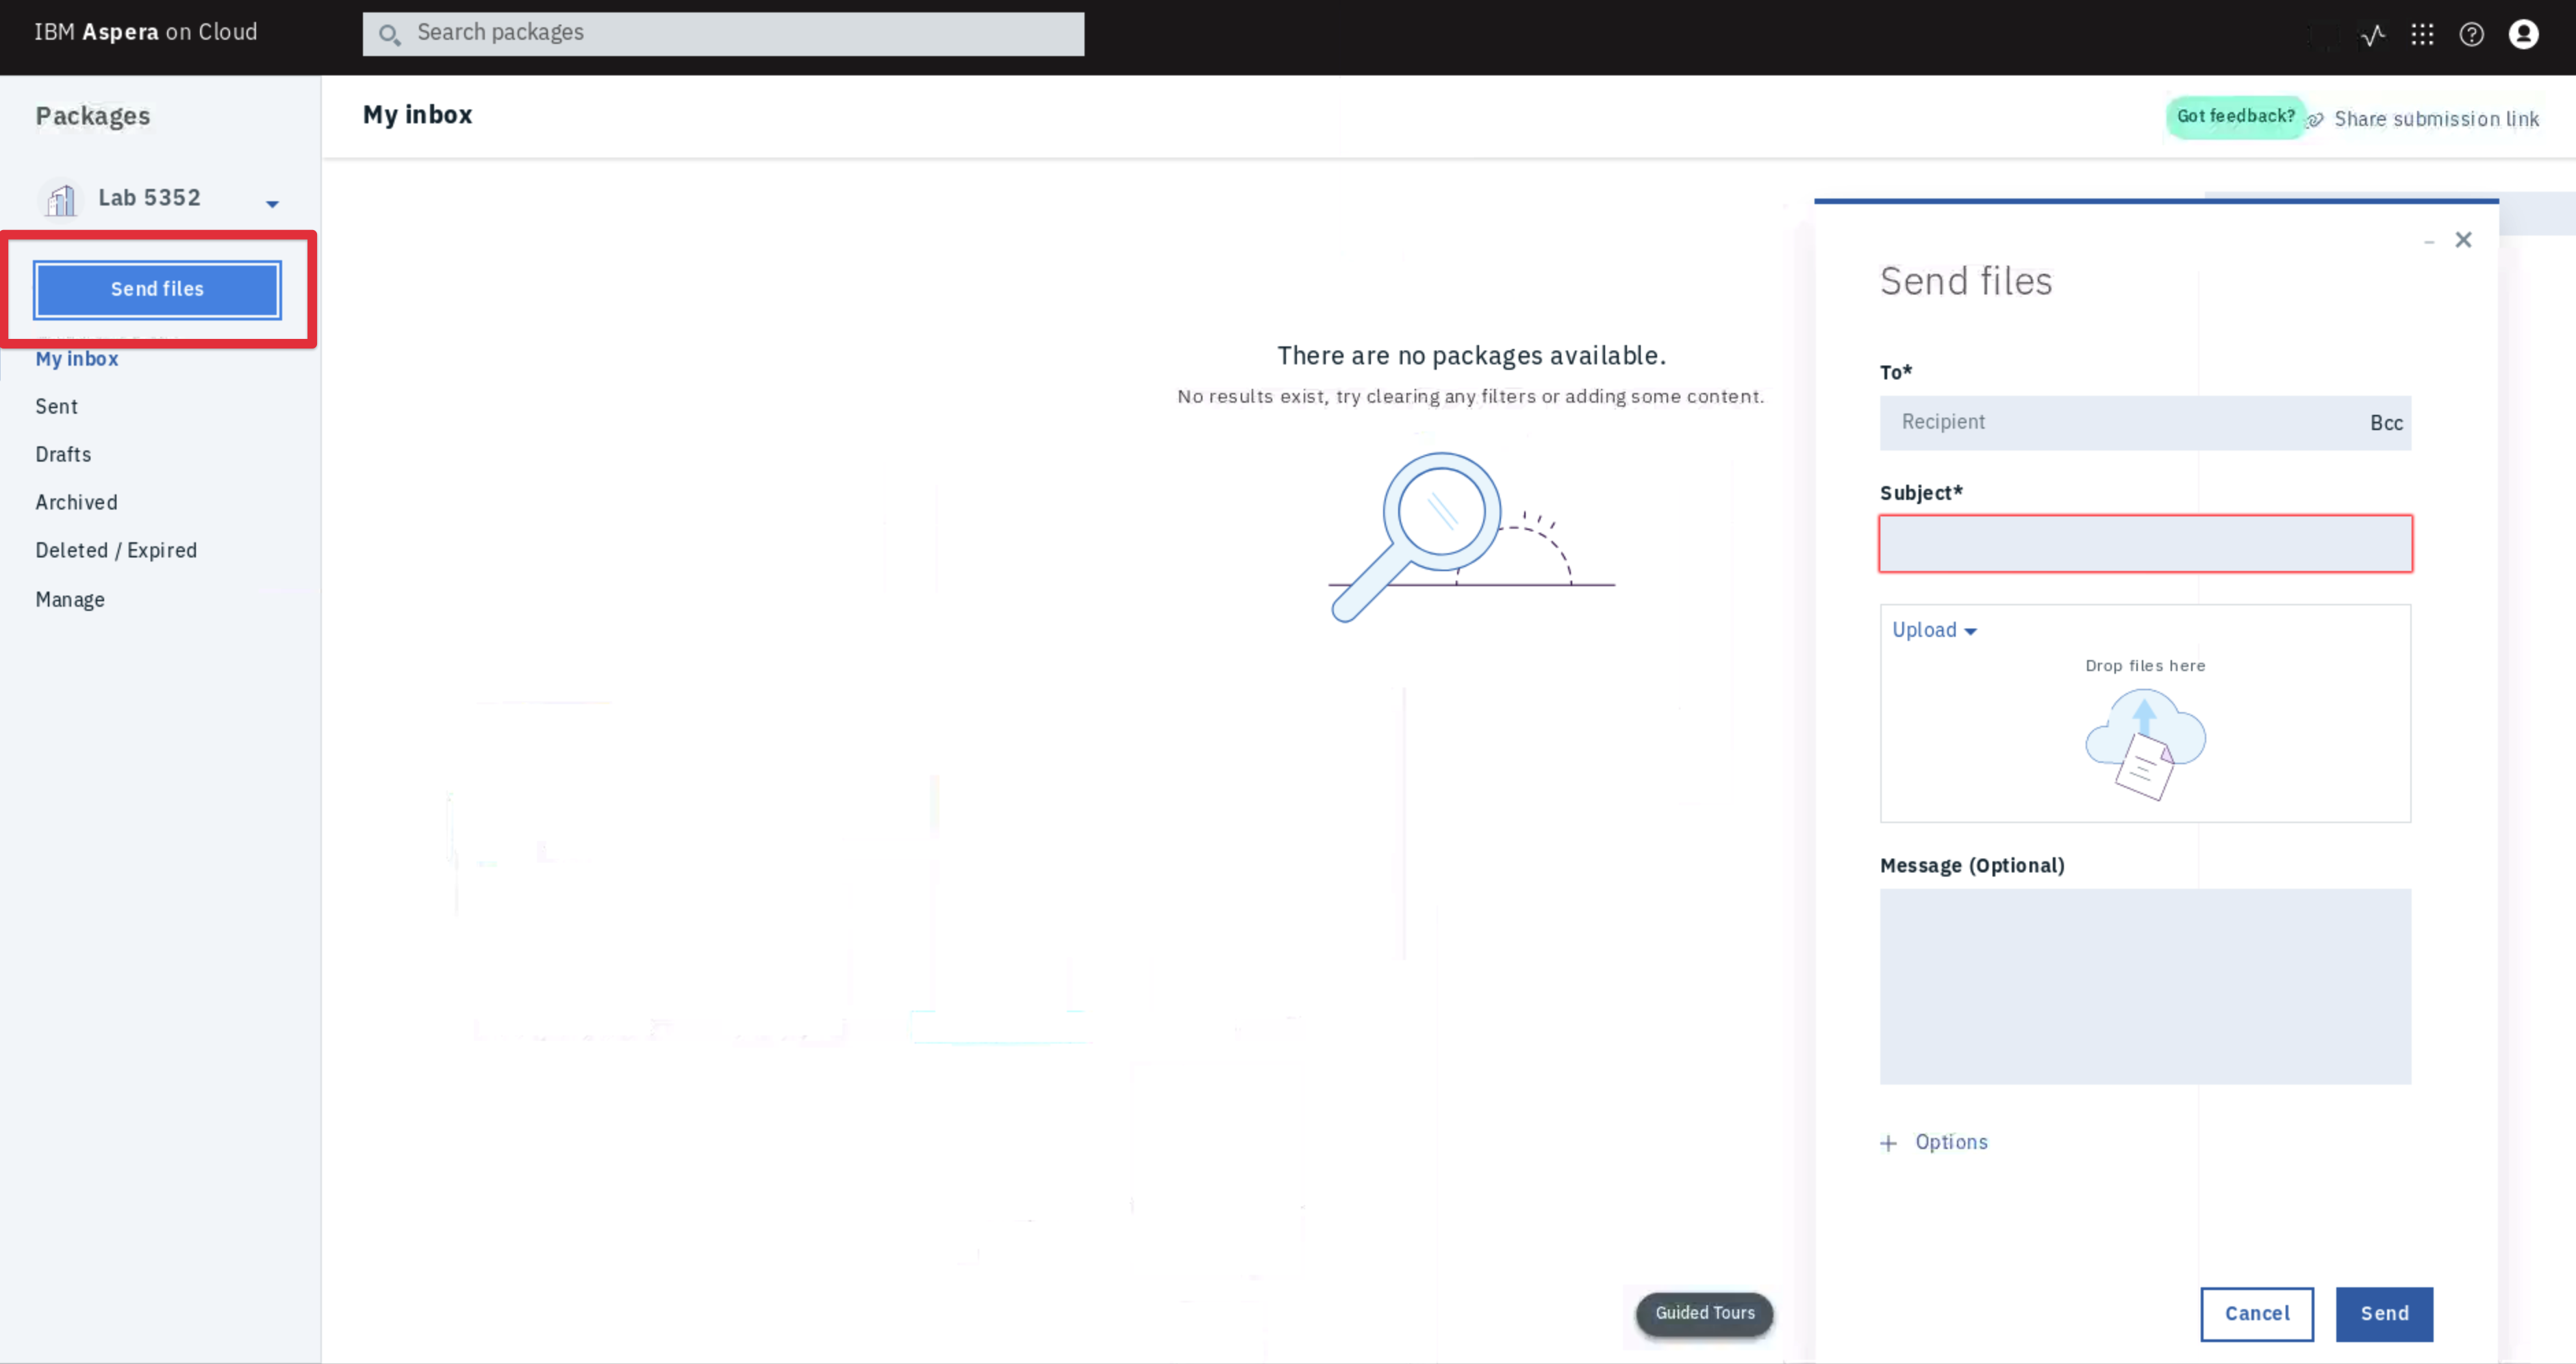 IBM Aspera on Cloud
Search packages
Packages
Lab 5352
Send files
My inbox
Sent
Drafts
Archived
Deleted / Expired
Manage
My inbox
Got feedback?
Share submission link
There are no packages available.
No results exist, try clearing any filters or adding some content.
Guided Tours
Send files
To*
Recipient
Bcc
Subject*
Upload
Drop files here
Message (Optional)
+ Options
Cancel
Send